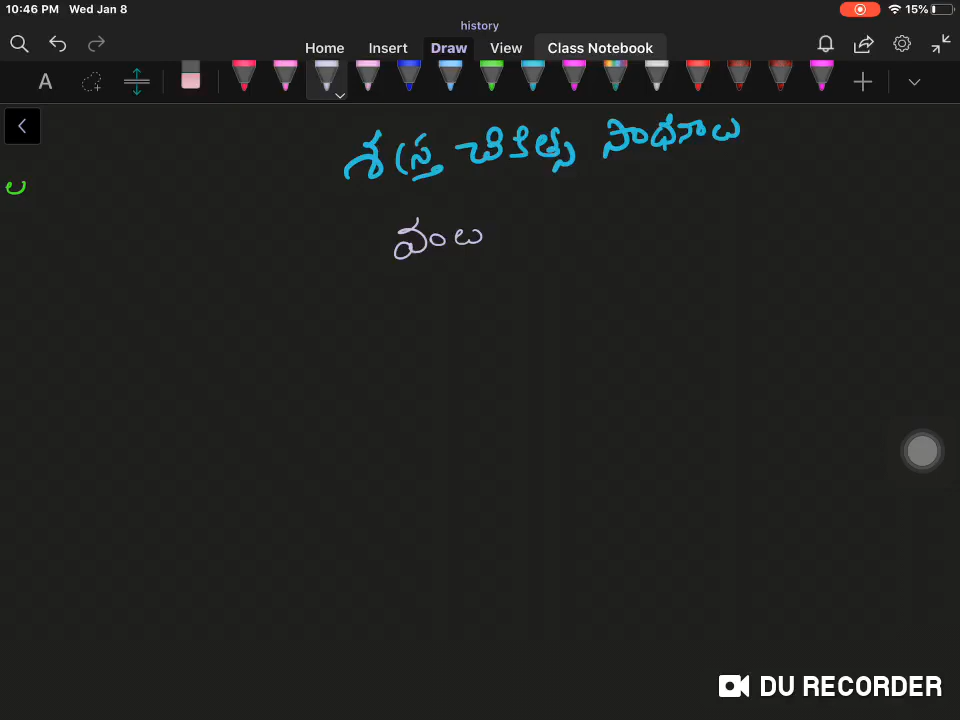 10:46 PM Wed Jan 8
15%
history
Home Insert Draw View Class Notebook
A
శస్త్ర చికిత్స సాధనాలు
ల
DU RECORDER